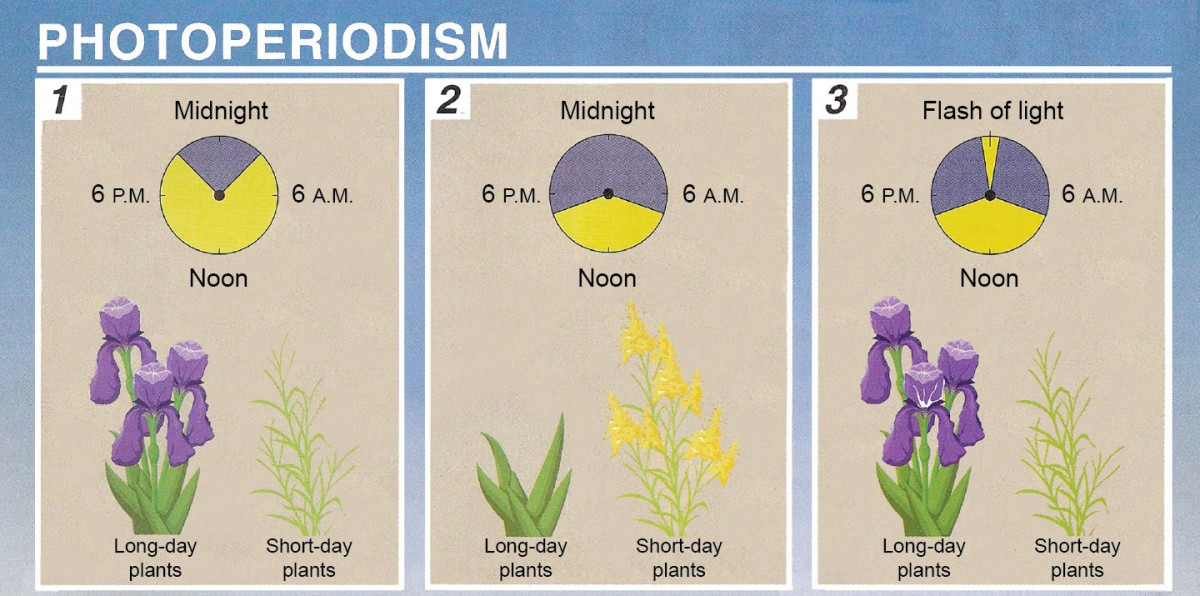 PHOTOPERIODISM
1
Midnight
6 P.M.
6 A.M.
Noon
Long-day
plants
Short-day
plants
2
Midnight
6 P.M.
6 A.M.
Noon
Long-day
plants
Short-day
plants
3
Flash of light
6 P.M.
6 A.M.
Noon
Long-day
plants
Short-day
plants